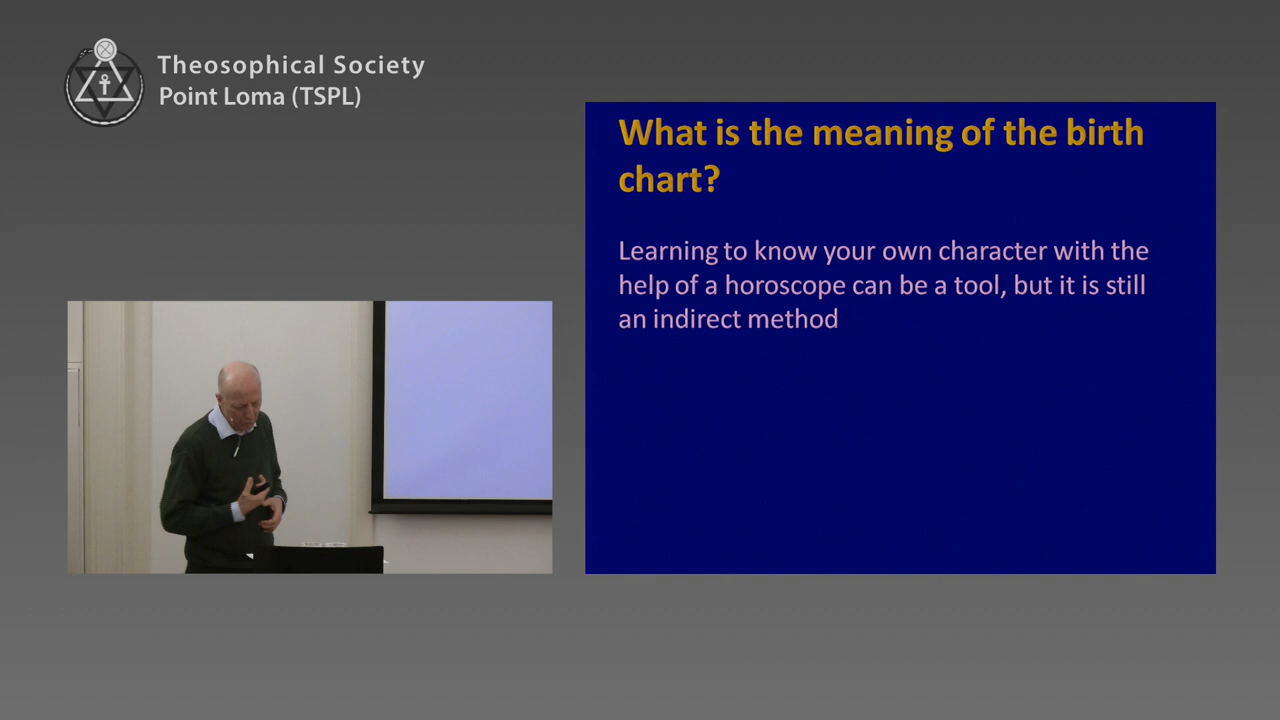 Theosophical Society
Point Loma (TSPL)
What is the meaning of the birth
chart?
Learning to know your own character with the
help of a horoscope can be a tool, but it is still
an indirect method